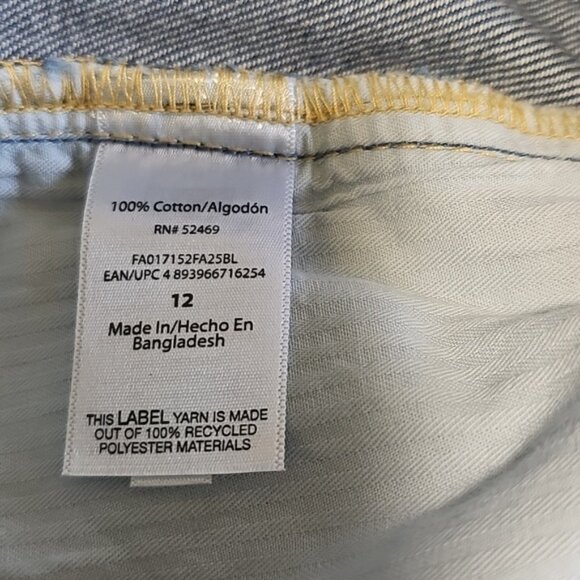 100% Cotton/Algodón
RN# 52469
FA017152FA25BL
EAN/UPC 4 893966716254
12
Made In/Hecho En
Bangladesh
THIS LABEL YARN IS MADE
OUT OF 100% RECYCLED
POLYESTER MATERIALS